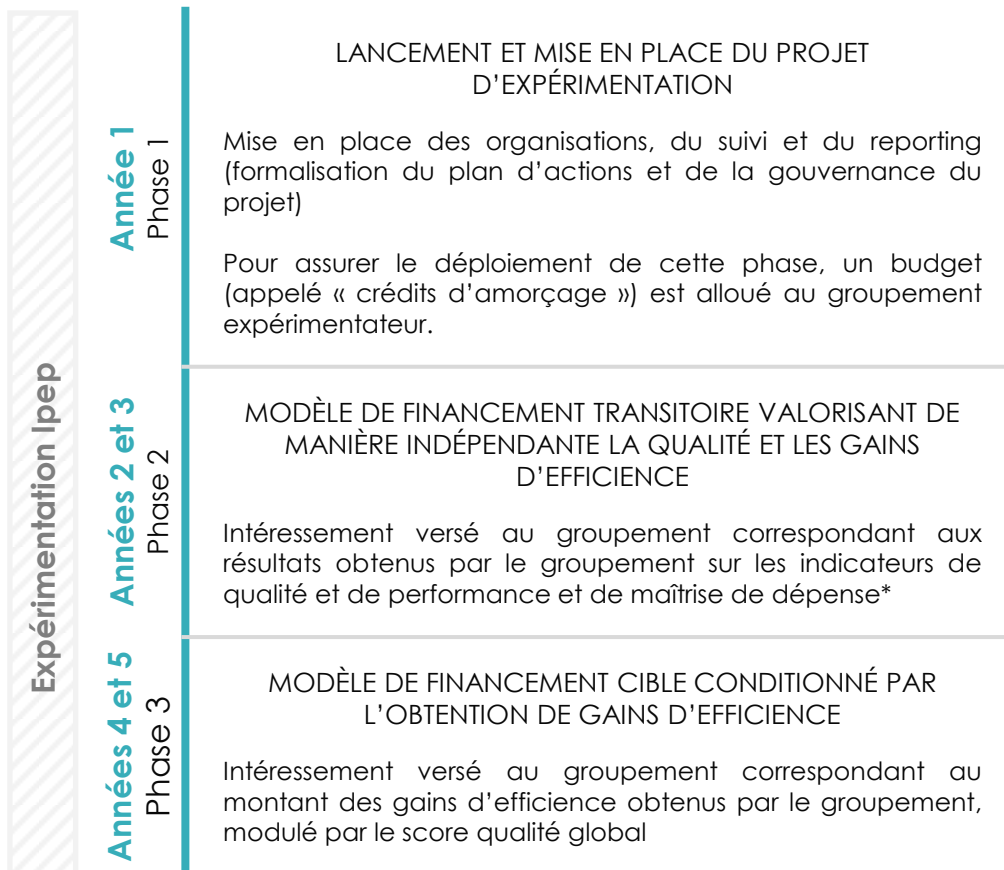 Expérimentation Ipep
Année 1
Phase 1
LANCEMENT ET MISE EN PLACE DU PROJET
D’EXPÉRIMENTATION
Mise en place des organisations, du suivi et du reporting
(formalisation du plan d’actions et de la gouvernance du
projet)
Pour assurer le déploiement de cette phase, un budget
(appelé « crédits d’amorçage ») est alloué au groupement
expérimentateur.
Années 2 et 3
Phase 2
MODÈLE DE FINANCEMENT TRANSITOIRE VALORISANT DE
MANIÈRE INDÉPENDANTE LA QUALITÉ ET LES GAINS
D’EFFICIENCE
Intéressement versé au groupement correspondant aux
résultats obtenus par le groupement sur les indicateurs de
qualité et de performance et de maîtrise de dépense*
Années 4 et 5
Phase 3
MODÈLE DE FINANCEMENT CIBLE CONDITIONNÉ PAR
L’OBTENTION DE GAINS D’EFFICIENCE
Intéressement versé au groupement correspondant au
montant des gains d’efficience obtenus par le groupement,
modulé par le score qualité global